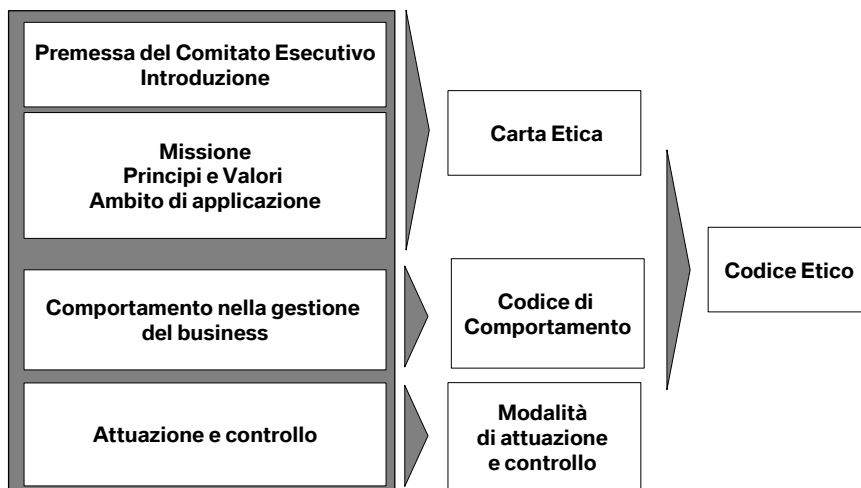 Premessa del Comitato Esecutivo
Introduzione
Missione
Principi e Valori
Ambito di applicazione
Carta Etica
Comportamento nella gestione
del business
Codice di
Comportamento
Attuazione e controllo
Modalità
di attuazione
e controllo
Codice Etico